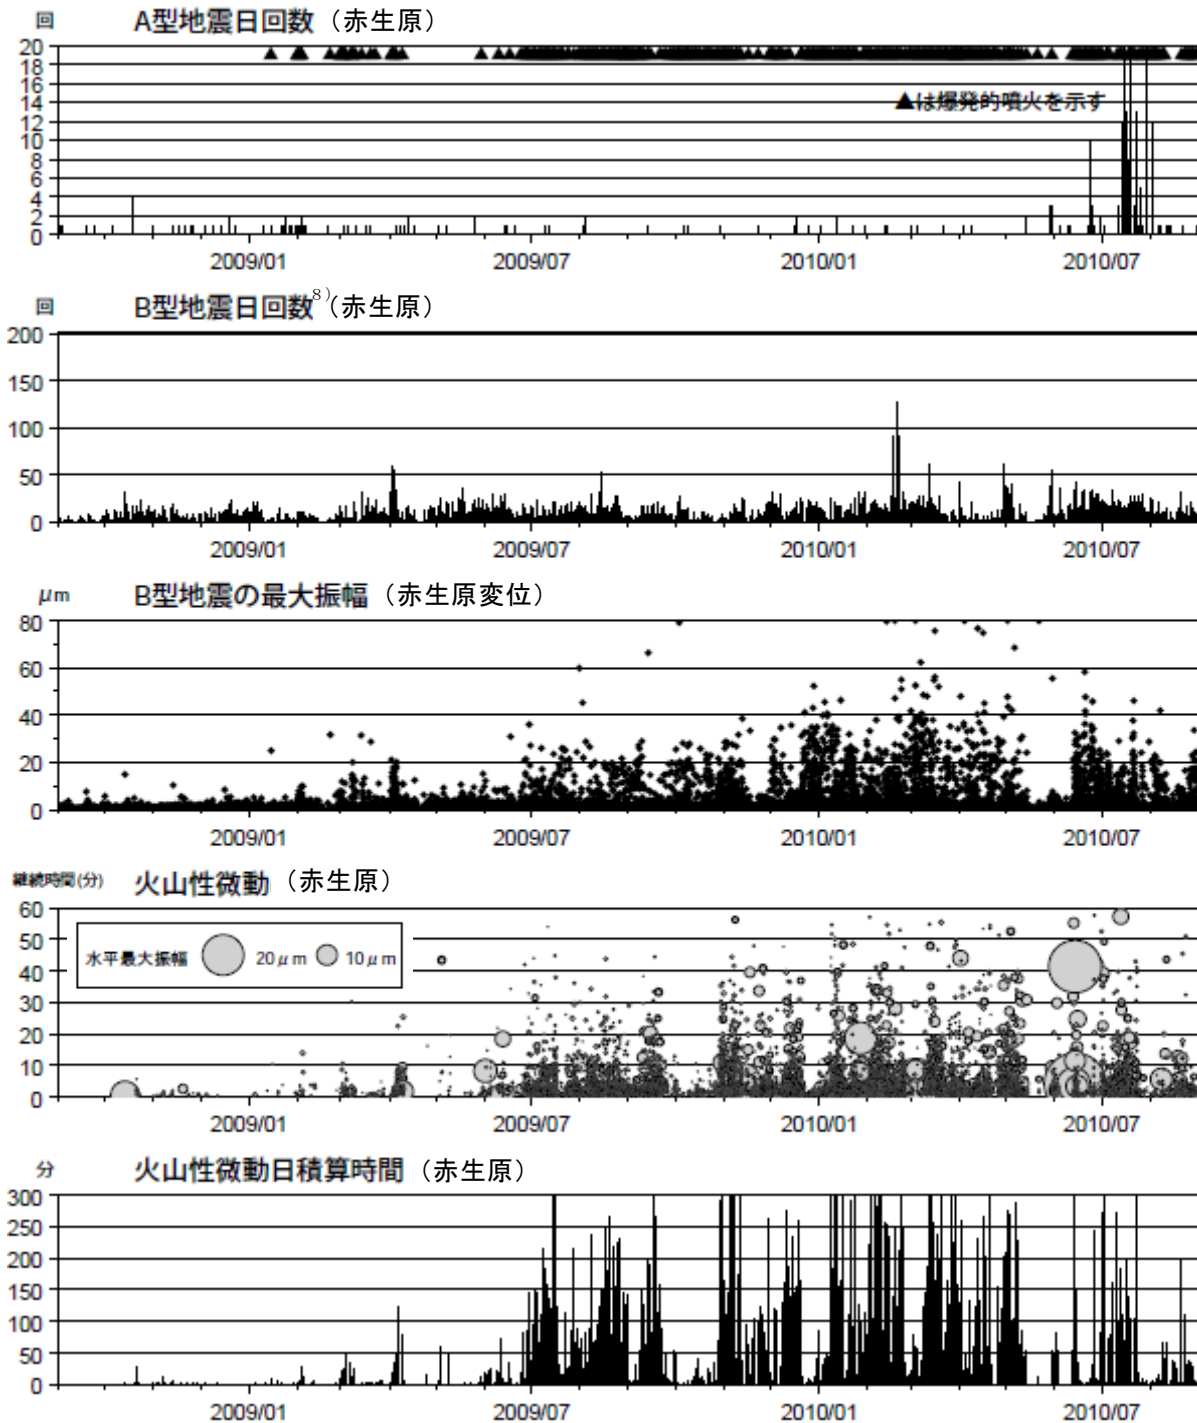 回 A型地震日回数（赤生原）
20
18
16
14
12
10
8
6
4
2
0
▲は爆発的噴火を示す
2009/01 2009/07 2010/01 2010/07
回 B型地震日回数8)(赤生原）
200
150
100
50
0
2009/01 2009/07 2010/01 2010/07
μm B型地震の最大振幅（赤生原変位）
80
60
40
20
0
2009/01 2009/07 2010/01 2010/07
継続時間(分) 火山性微動（赤生原）
60
50
40
30
20
10
0
水平最大振幅 20μm 10μm
2009/01 2009/07 2010/01 2010/07
分 火山性微動日積算時間（赤生原）
300
250
200
150
100
50
0
2009/01 2009/07 2010/01 2010/07